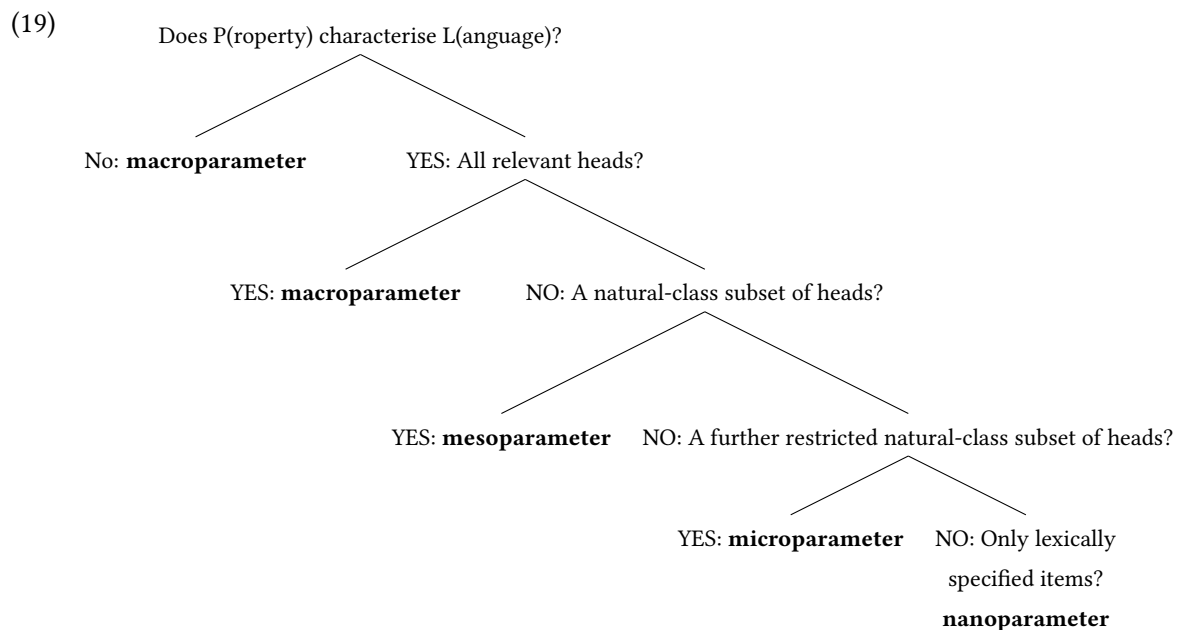 (19)
Does P(roperty) characterise L(anguage)?
No: macroparameter
YES: All relevant heads?
YES: macroparameter
NO: A natural-class subset of heads?
YES: mesoparameter
NO: A further restricted natural-class subset of heads?
YES: microparameter
NO: Only lexically
specified items?
nanoparameter